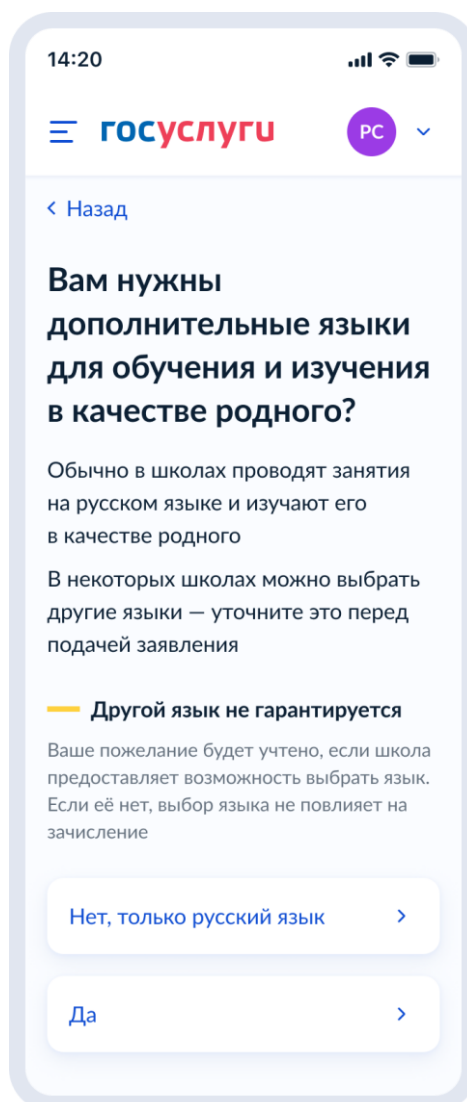 14:20
госуслуги РС
Назад
Вам нужны
дополнительные языки
для обучения и изучения
в качестве родного?
Обычно в школах проводят занятия
на русском языке и изучают его
в качестве родного
В некоторых школах можно выбрать
другие языки — уточните это перед
подачей заявления
Другой язык не гарантируется
Ваше пожелание будет учтено, если школа
предоставляет возможность выбрать язык.
Если её нет, выбор языка не повлияет на
зачисление
Нет, только русский язык
Да